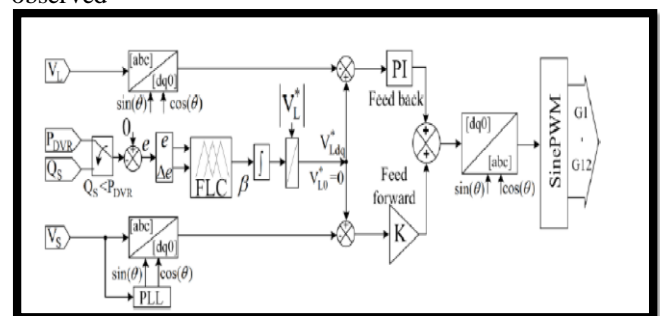 observed
V_L
[abc]
[dq0]
sin(θ) cos(θ)
PI
Feed back
|V_L^*|
V_Ldq^*
V_L0^*=0
P_DVR
Q_S
Q_S<P_DVR
0
e
e
Δe
FLC
β
∫
[dq0]
[abc]
sin(θ) cos(θ)
SinePWM
G1
-
G12
Feed
forward
K
V_S
[abc]
[dq0]
sin(θ) cos(θ)
PLL